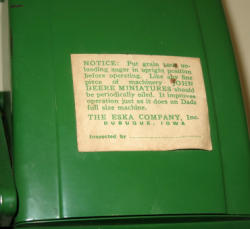 NOTICE: Put grain tank un-
loading auger in upright position
before operating. Like any fine
piece of machinery JOHN
DEERE MINIATURES should
be periodically oiled. It improves
operation just as it does on Dads
full size machine.
THE ESKA COMPANY, Inc.
DUBUQUE, IOWA
Inspected by